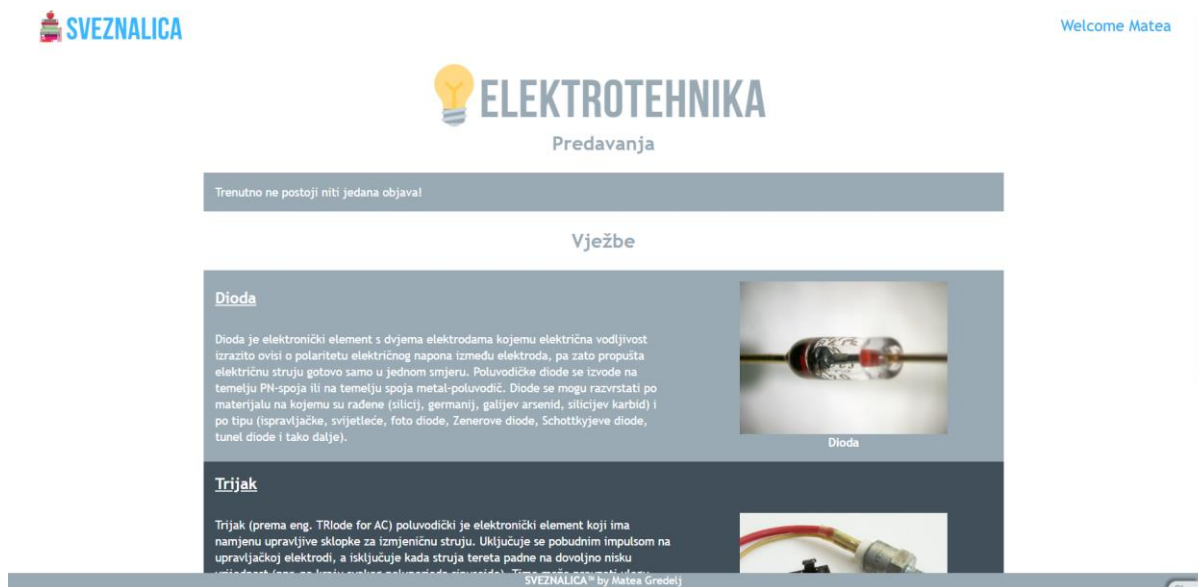 SVEZNALICA
Welcome Matea
ELEKTROTEHNIKA
Predavanja
Trenutno ne postoji niti jedana objava!
Vježbe
Dioda
Dioda je elektronički element s dvjema elektrodama kojemu električna vodljivost
izrazito ovisi o polaritetu električnog napona između elektroda, pa zato propušta
električnu struju gotovo samo u jednom smjeru. Poluvodičke diode se izvode na
temelju PN-spoja ili na temelju spoja metal-poluvodič. Diode se mogu razvrstati po
materijalu na kojemu su rađene (silicij, germanij, galijev arsenid, silicijev karbid) i
po tipu (ispravljačke, svijetleće, foto diode, Zenerove diode, Schottkyjeve diode,
tunel diode i tako dalje).
Dioda
Trijak
Trijak (prema eng. TRIode for AC) poluvodički je elektronički element koji ima
namjenu upravljive sklopke za izmjeničnu struju. Uključuje se pobudnim impulsom na
upravljačkoj elektrodi, a isključuje kada struja tereta padne na dovoljno nisku
SVEZNALICA™ by Matea Gredelj